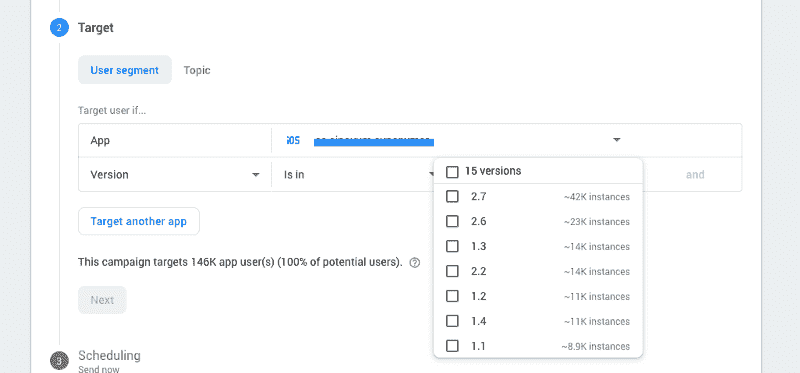 2 Target
User segment Topic
Target user if...
App iOS
Version Is in and
15 versions
2.7 ~42K instances
2.6 ~23K instances
1.3 ~14K instances
2.2 ~14K instances
1.2 ~11K instances
1.4 ~11K instances
1.1 ~8.9K instances
Target another app
This campaign targets 146K app user(s) (100% of potential users). ?
Next
3 Scheduling
Send now